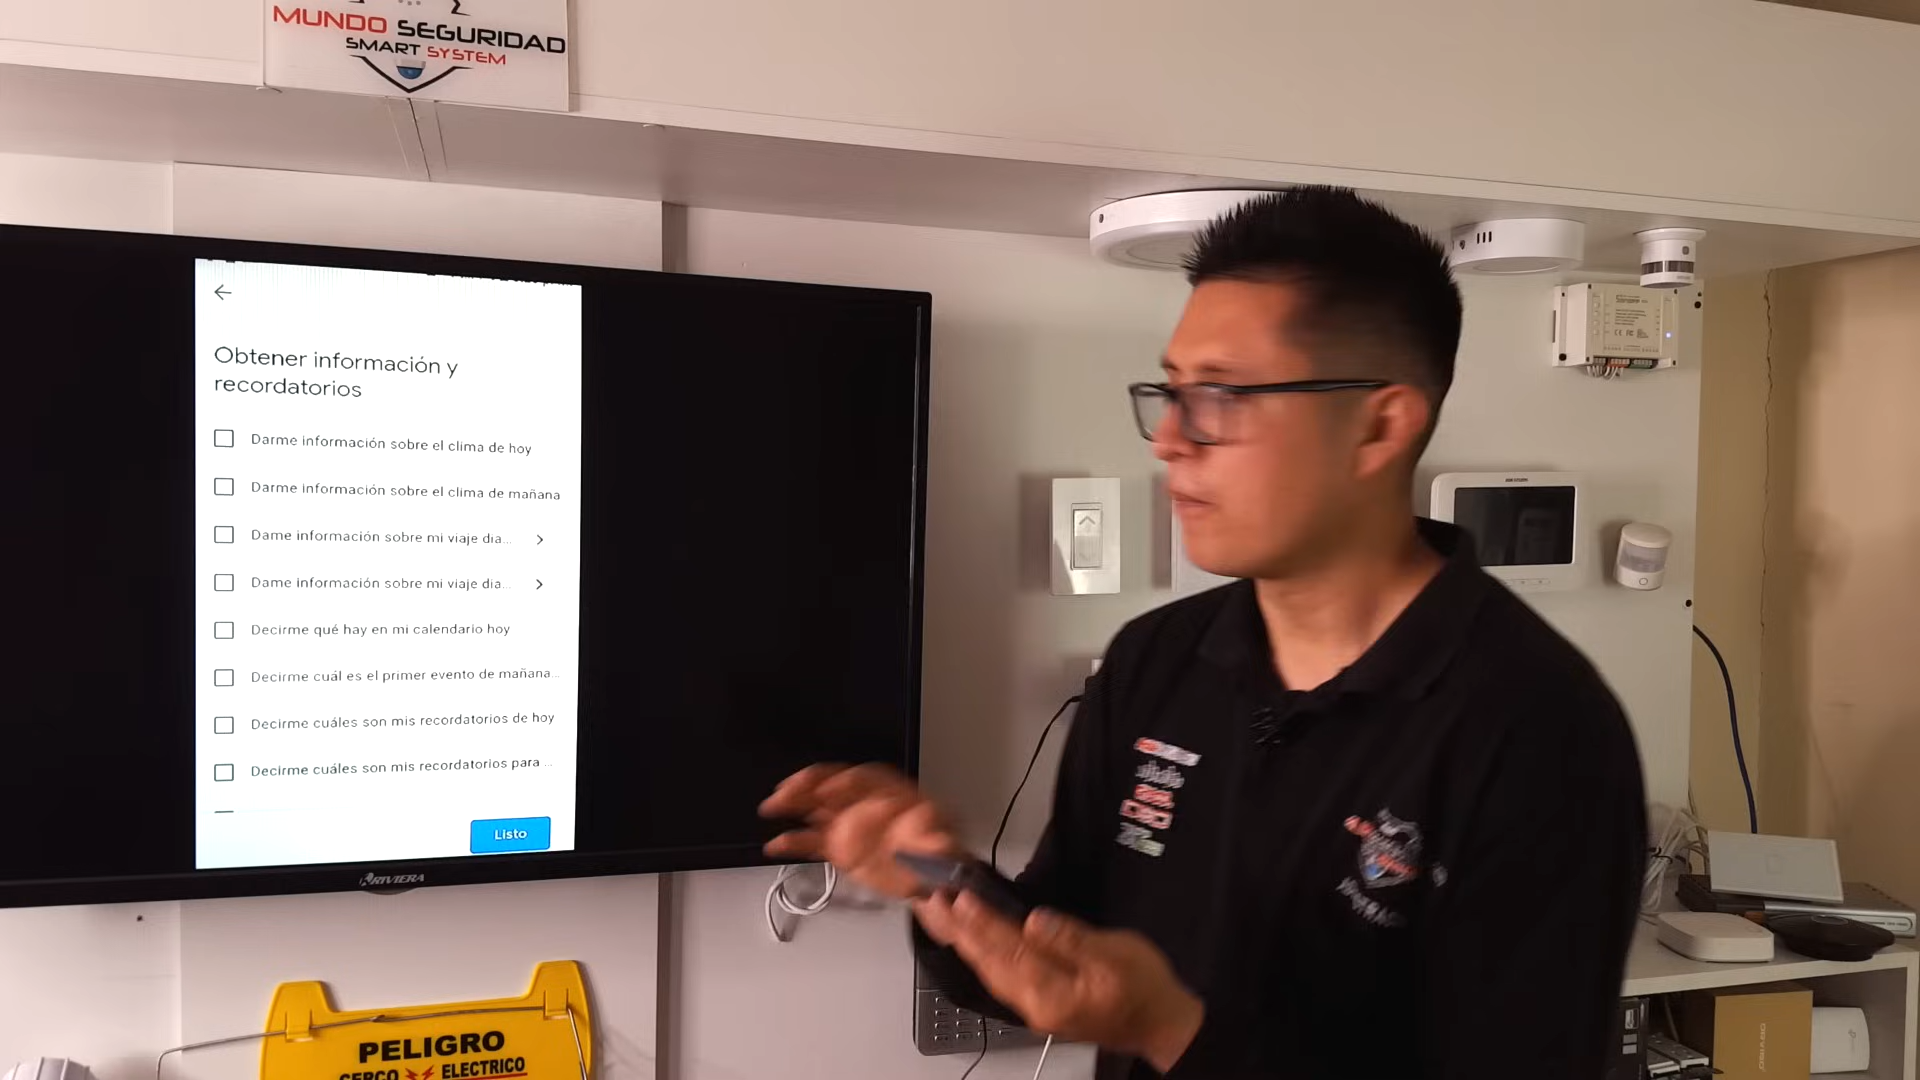 MUNDO SEGURIDAD
SMART SYSTEM
Obtener información y
recordatorios
Darme información sobre el clima de hoy
Darme información sobre el clima de mañana
Dame información sobre mi viaje dia...
Dame información sobre mi viaje dia...
Decirme qué hay en mi calendario hoy
Decirme cuál es el primer evento de mañana...
Decirme cuáles son mis recordatorios de hoy
Decirme cuáles son mis recordatorios para ...
Listo
RIVIERA
PELIGRO
CERCO ELECTRICO
HIKVISION